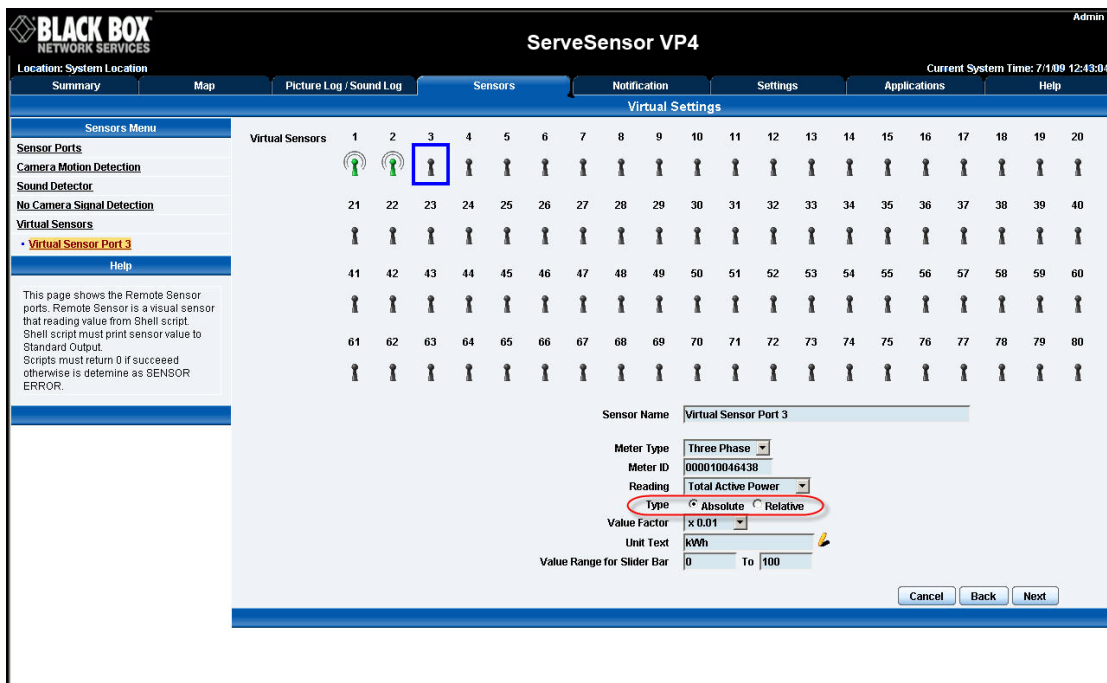 Admin
BLACK BOX
NETWORK SERVICES
ServeSensor VP4
Location: System Location
Current System Time: 7/1/09 12:43:04
Summary Map Picture Log / Sound Log Sensors Notification Settings Applications Help
Virtual Settings
Sensors Menu
Sensor Ports
Camera Motion Detection
Sound Detector
No Camera Signal Detection
Virtual Sensors
• Virtual Sensor Port 3
Help
This page shows the Remote Sensor
ports. Remote Sensor is a visual sensor
that reading value from Shell script.
Shell script must print sensor value to
Standard Output.
Scripts must return 0 if succeeed
otherwise is detemine as SENSOR
ERROR.
Virtual Sensors 1 2 3 4 5 6 7 8 9 10 11 12 13 14 15 16 17 18 19 20
21 22 23 24 25 26 27 28 29 30 31 32 33 34 35 36 37 38 39 40
41 42 43 44 45 46 47 48 49 50 51 52 53 54 55 56 57 58 59 60
61 62 63 64 65 66 67 68 69 70 71 72 73 74 75 76 77 78 79 80
Sensor Name Virtual Sensor Port 3
Meter Type Three Phase
Meter ID 000010046438
Reading Total Active Power
Type Absolute Relative
Value Factor x 0.01
Unit Text kWh
Value Range for Slider Bar 0 To 100
Cancel Back Next